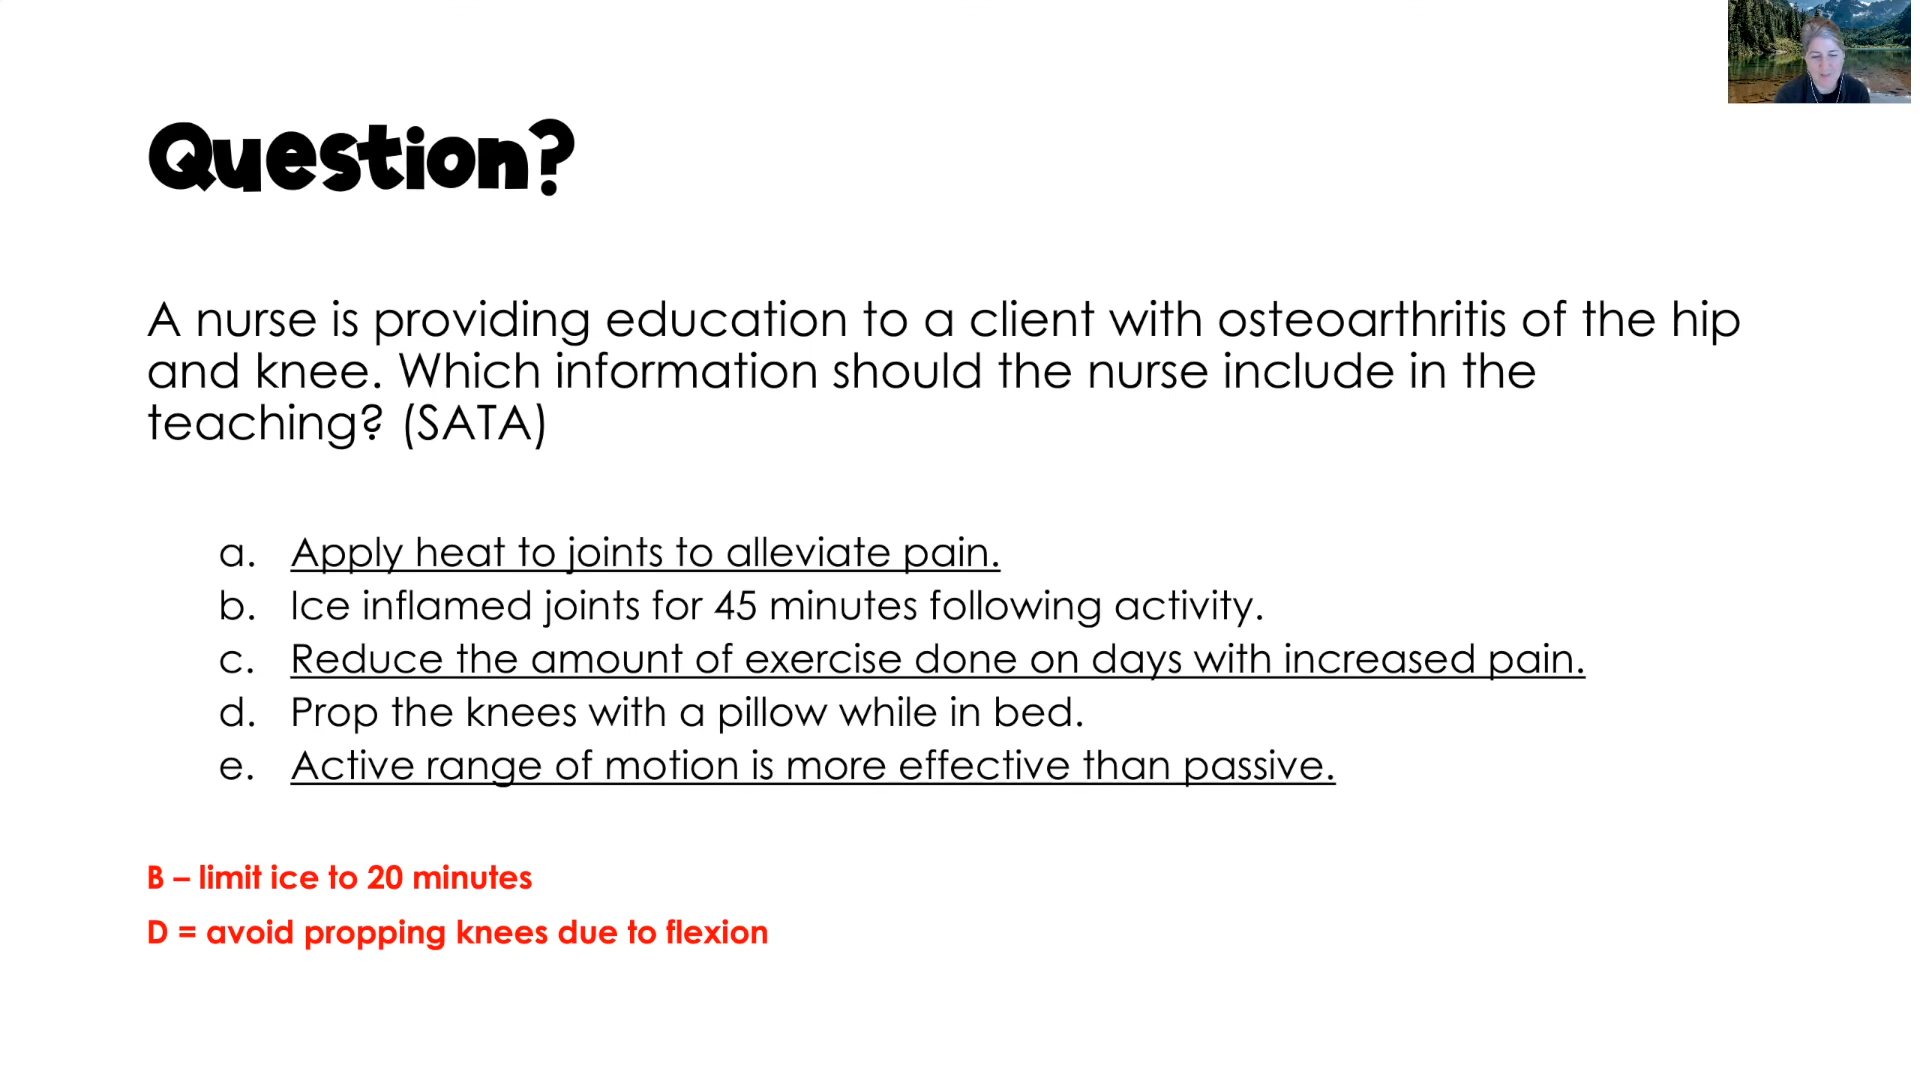 Question?
A nurse is providing education to a client with osteoarthritis of the hip
and knee. Which information should the nurse include in the
teaching? (SATA)
a. Apply heat to joints to alleviate pain.
b. Ice inflamed joints for 45 minutes following activity.
c. Reduce the amount of exercise done on days with increased pain.
d. Prop the knees with a pillow while in bed.
e. Active range of motion is more effective than passive.
B – limit ice to 20 minutes
D = avoid propping knees due to flexion